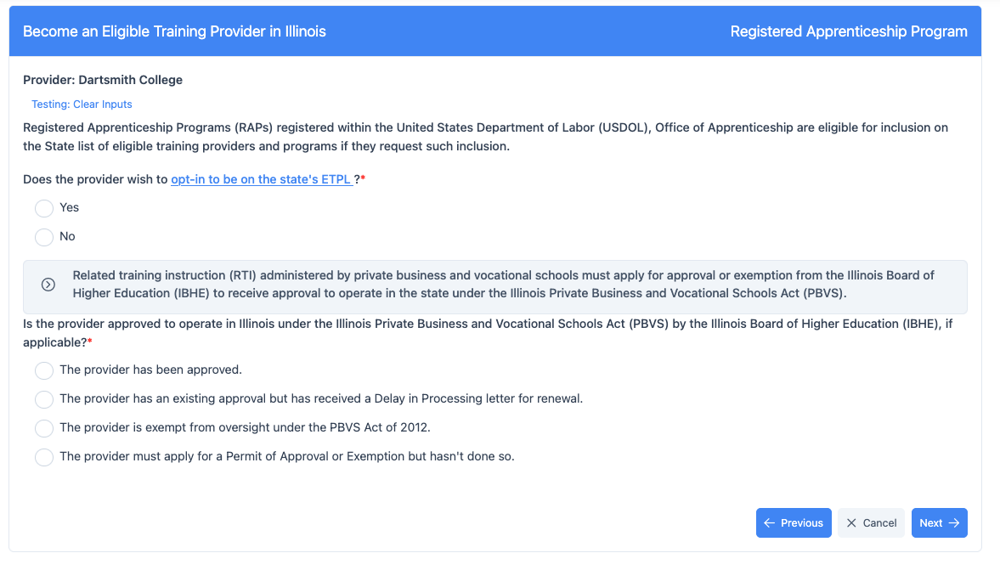 Become an Eligible Training Provider in Illinois
Registered Apprenticeship Program
Provider: Dartsmith College
Testing: Clear Inputs
Registered Apprenticeship Programs (RAPs) registered within the United States Department of Labor (USDOL), Office of Apprenticeship are eligible for inclusion on
the State list of eligible training providers and programs if they request such inclusion.
Does the provider wish to opt-in to be on the state's ETPL ?*
Yes
No
Related training instruction (RTI) administered by private business and vocational schools must apply for approval or exemption from the Illinois Board of
Higher Education (IBHE) to receive approval to operate in the state under the Illinois Private Business and Vocational Schools Act (PBVS).
Is the provider approved to operate in Illinois under the Illinois Private Business and Vocational Schools Act (PBVS) by the Illinois Board of Higher Education (IBHE), if
applicable?*
The provider has been approved.
The provider has an existing approval but has received a Delay in Processing letter for renewal.
The provider is exempt from oversight under the PBVS Act of 2012.
The provider must apply for a Permit of Approval or Exemption but hasn't done so.
Previous
Cancel
Next